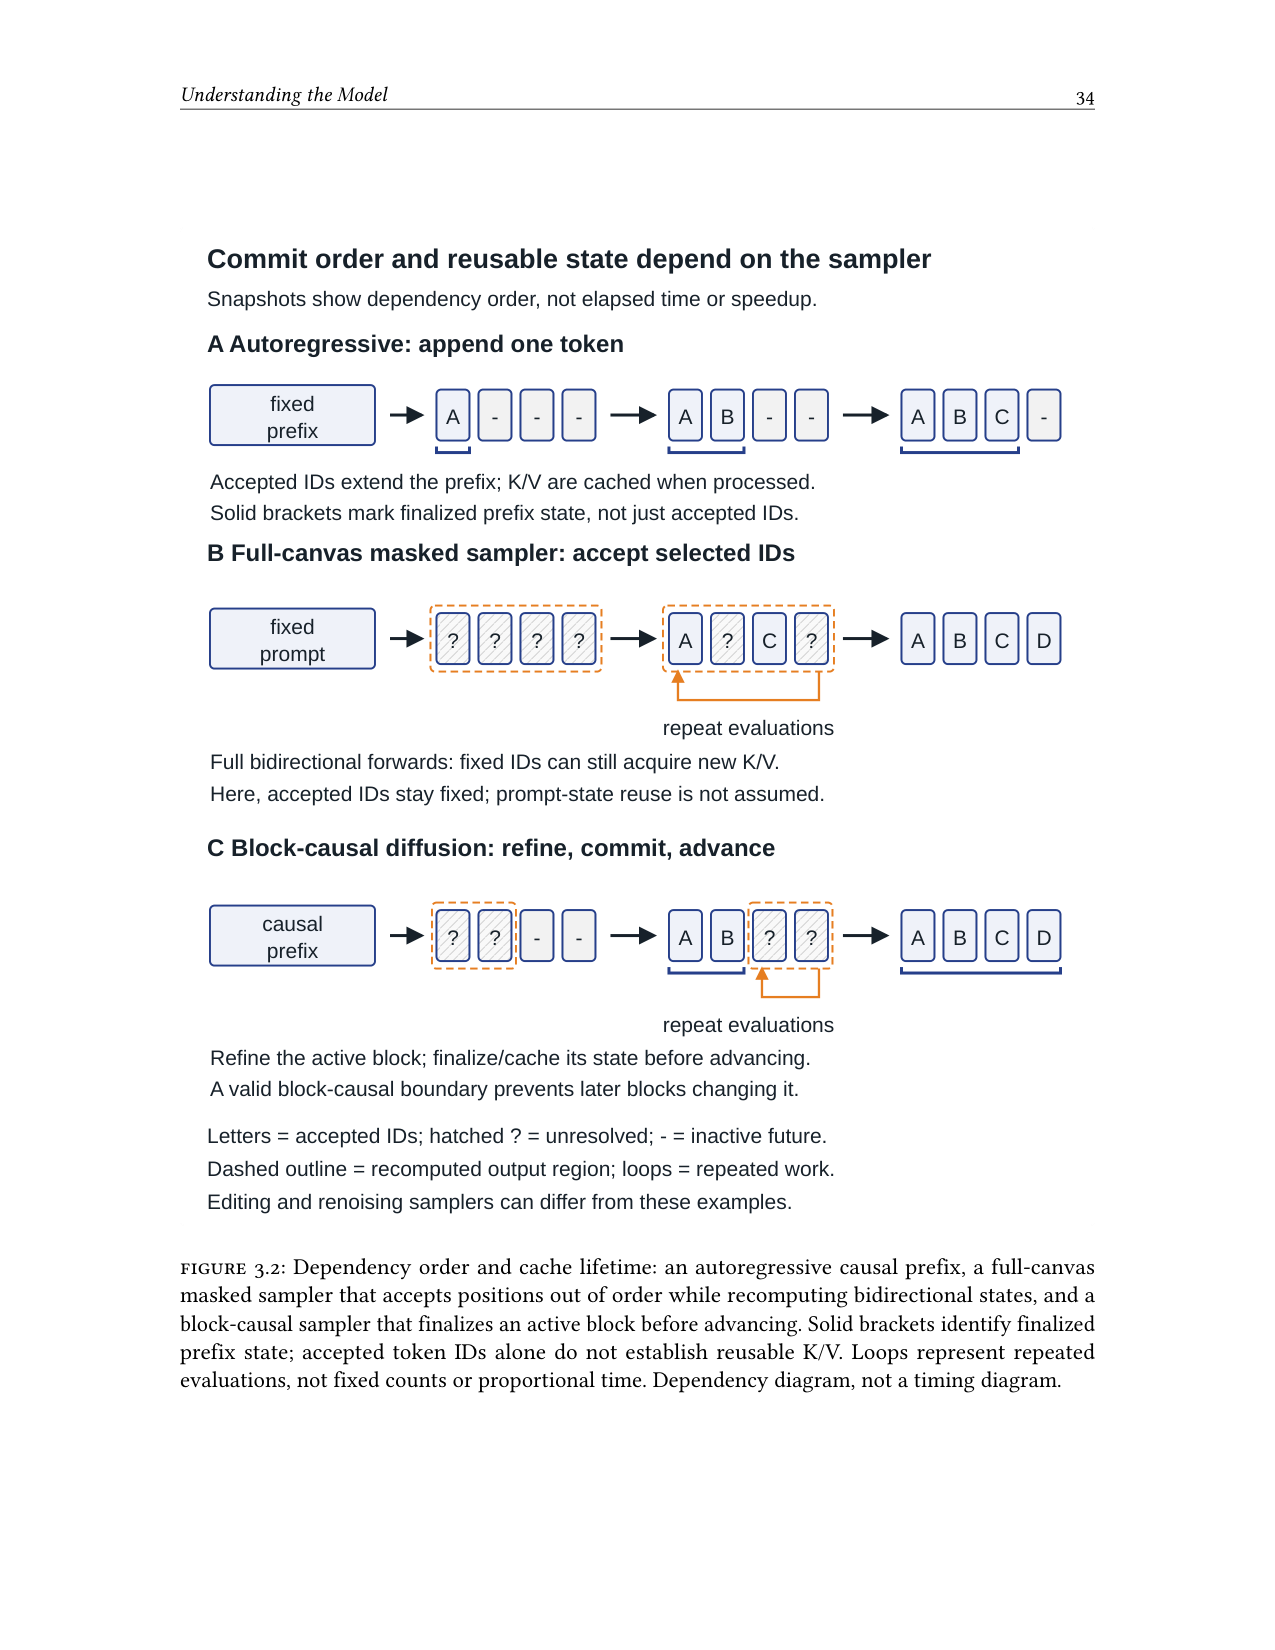 Understanding the Model 34
Commit order and reusable state depend on the sampler
Snapshots show dependency order, not elapsed time or speedup.
A Autoregressive: append one token
fixed
prefix
A - - - A B - - A B C -
Accepted IDs extend the prefix; K/V are cached when processed.
Solid brackets mark finalized prefix state, not just accepted IDs.
B Full-canvas masked sampler: accept selected IDs
fixed
prompt
? ? ? ? A ? C ? A B C D
repeat evaluations
Full bidirectional forwards: fixed IDs can still acquire new K/V.
Here, accepted IDs stay fixed; prompt-state reuse is not assumed.
C Block-causal diffusion: refine, commit, advance
causal
prefix
? ? - - A B ? ? A B C D
repeat evaluations
Refine the active block; finalize/cache its state before advancing.
A valid block-causal boundary prevents later blocks changing it.
Letters = accepted IDs; hatched ? = unresolved; - = inactive future.
Dashed outline = recomputed output region; loops = repeated work.
Editing and renoising samplers can differ from these examples.
FIGURE 3.2: Dependency order and cache lifetime: an autoregressive causal prefix, a full-canvas
masked sampler that accepts positions out of order while recomputing bidirectional states, and a
block-causal sampler that finalizes an active block before advancing. Solid brackets identify finalized
prefix state; accepted token IDs alone do not establish reusable K/V. Loops represent repeated
evaluations, not fixed counts or proportional time. Dependency diagram, not a timing diagram.